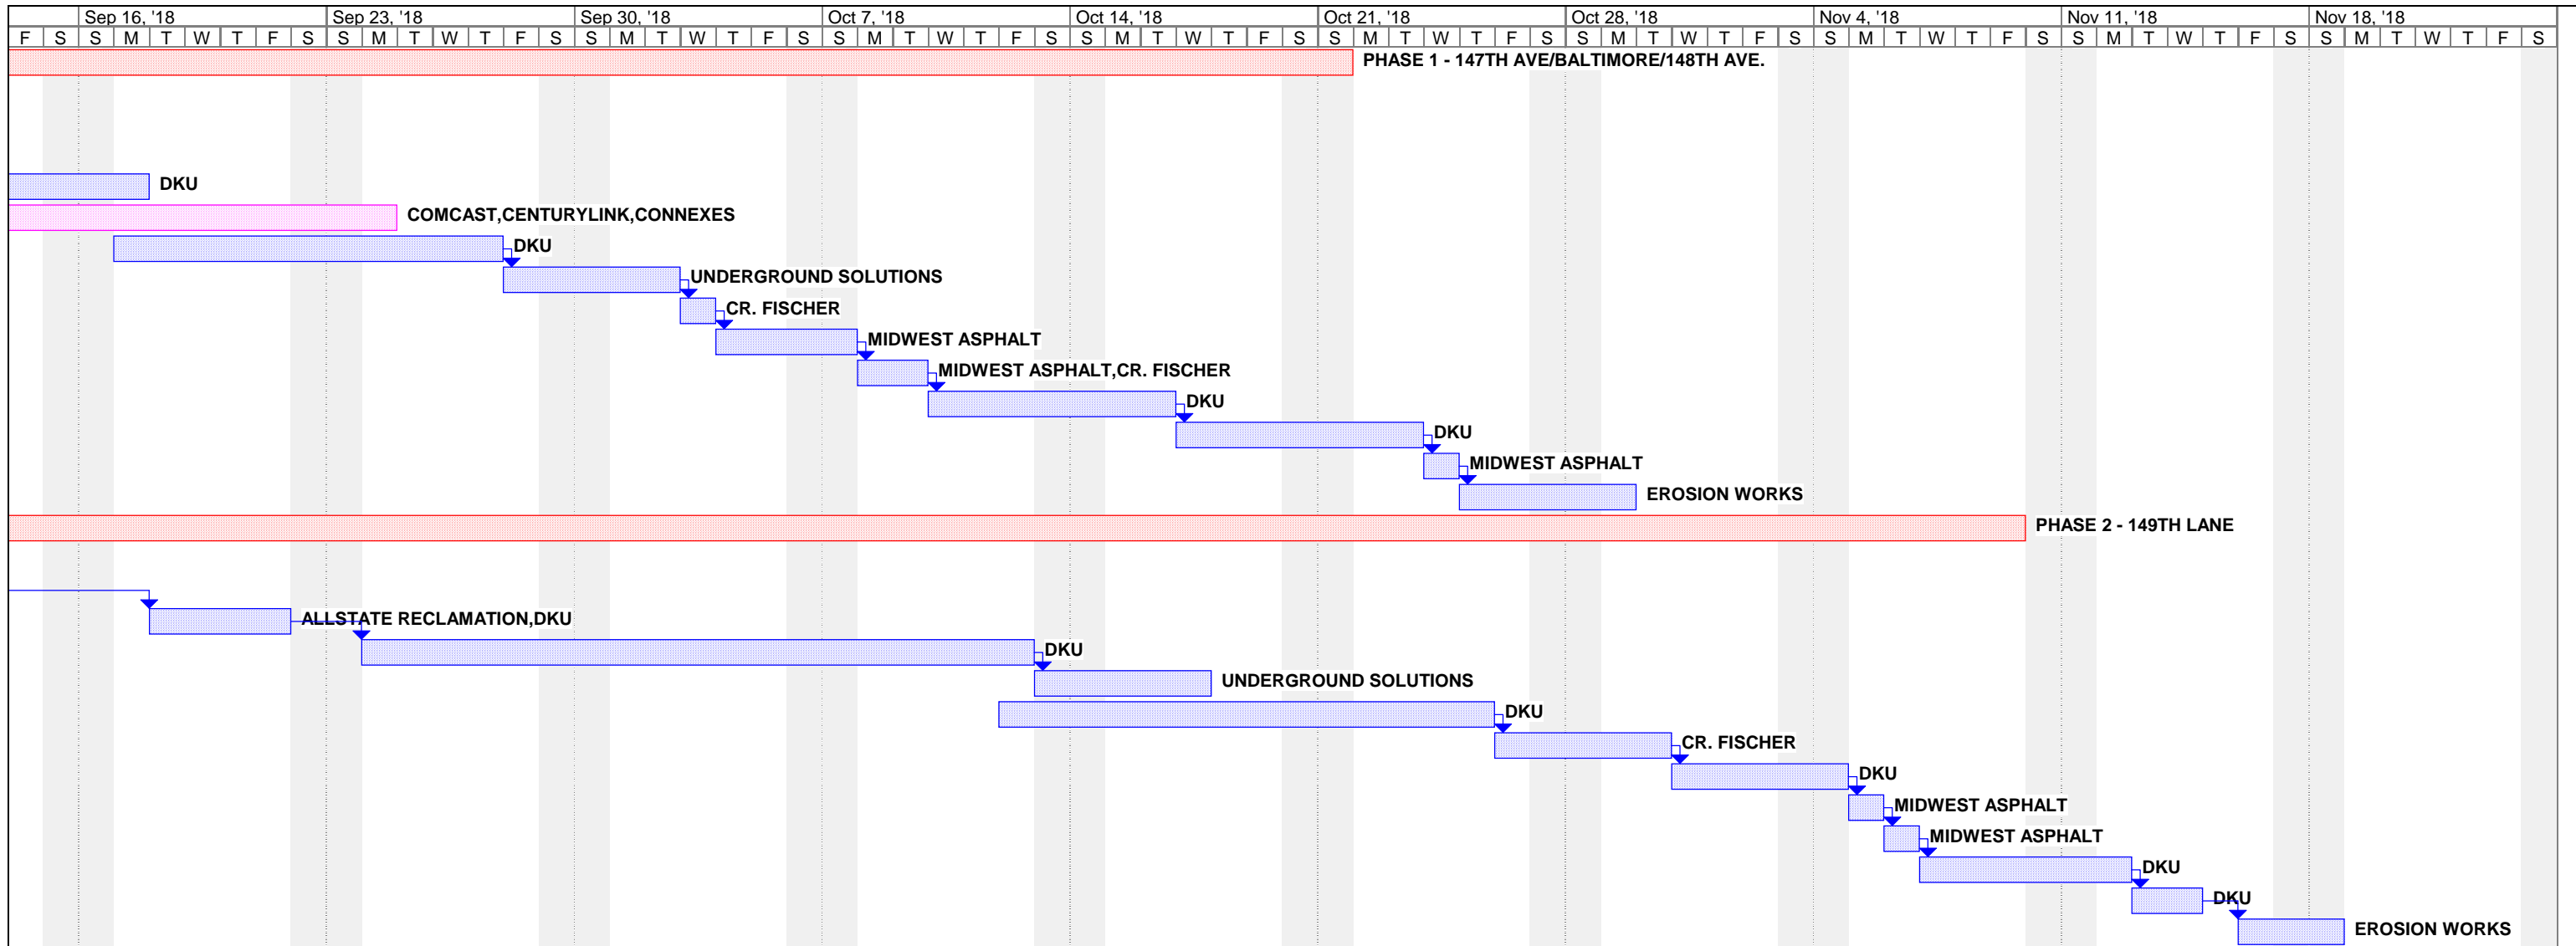 Sep 16, '18 Sep 23, '18 Sep 30, '18 Oct 7, '18 Oct 14, '18 Oct 21, '18 Oct 28, '18 Nov 4, '18 Nov 11, '18 Nov 18, '18
F S S M T W T F S S M T W T F S S M T W T F S S M T W T F S S M T W T F S S M T W T F S S M T W T F S S M T W T F S S M T W T F S S M T W T F S
PHASE 1 - 147TH AVE/BALTIMORE/148TH AVE.
DKU
COMCAST,CENTURYLINK,CONNEXES
DKU
UNDERGROUND SOLUTIONS
CR. FISCHER
MIDWEST ASPHALT
MIDWEST ASPHALT,CR. FISCHER
DKU
DKU
MIDWEST ASPHALT
EROSION WORKS
PHASE 2 - 149TH LANE
ALLSTATE RECLAMATION,DKU
DKU
UNDERGROUND SOLUTIONS
DKU
CR. FISCHER
DKU
MIDWEST ASPHALT
MIDWEST ASPHALT
DKU
DKU
EROSION WORKS